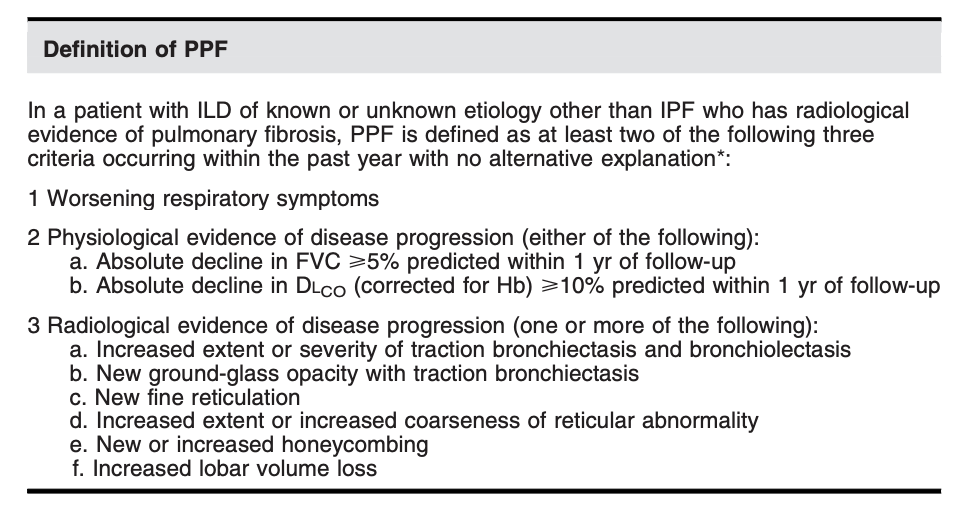 Definition of PPF
In a patient with ILD of known or unknown etiology other than IPF who has radiological
evidence of pulmonary fibrosis, PPF is defined as at least two of the following three
criteria occurring within the past year with no alternative explanation*:
1 Worsening respiratory symptoms
2 Physiological evidence of disease progression (either of the following):
a. Absolute decline in FVC ⩾5% predicted within 1 yr of follow-up
b. Absolute decline in DLCO (corrected for Hb) ⩾10% predicted within 1 yr of follow-up
3 Radiological evidence of disease progression (one or more of the following):
a. Increased extent or severity of traction bronchiectasis and bronchiolectasis
b. New ground-glass opacity with traction bronchiectasis
c. New fine reticulation
d. Increased extent or increased coarseness of reticular abnormality
e. New or increased honeycombing
f. Increased lobar volume loss